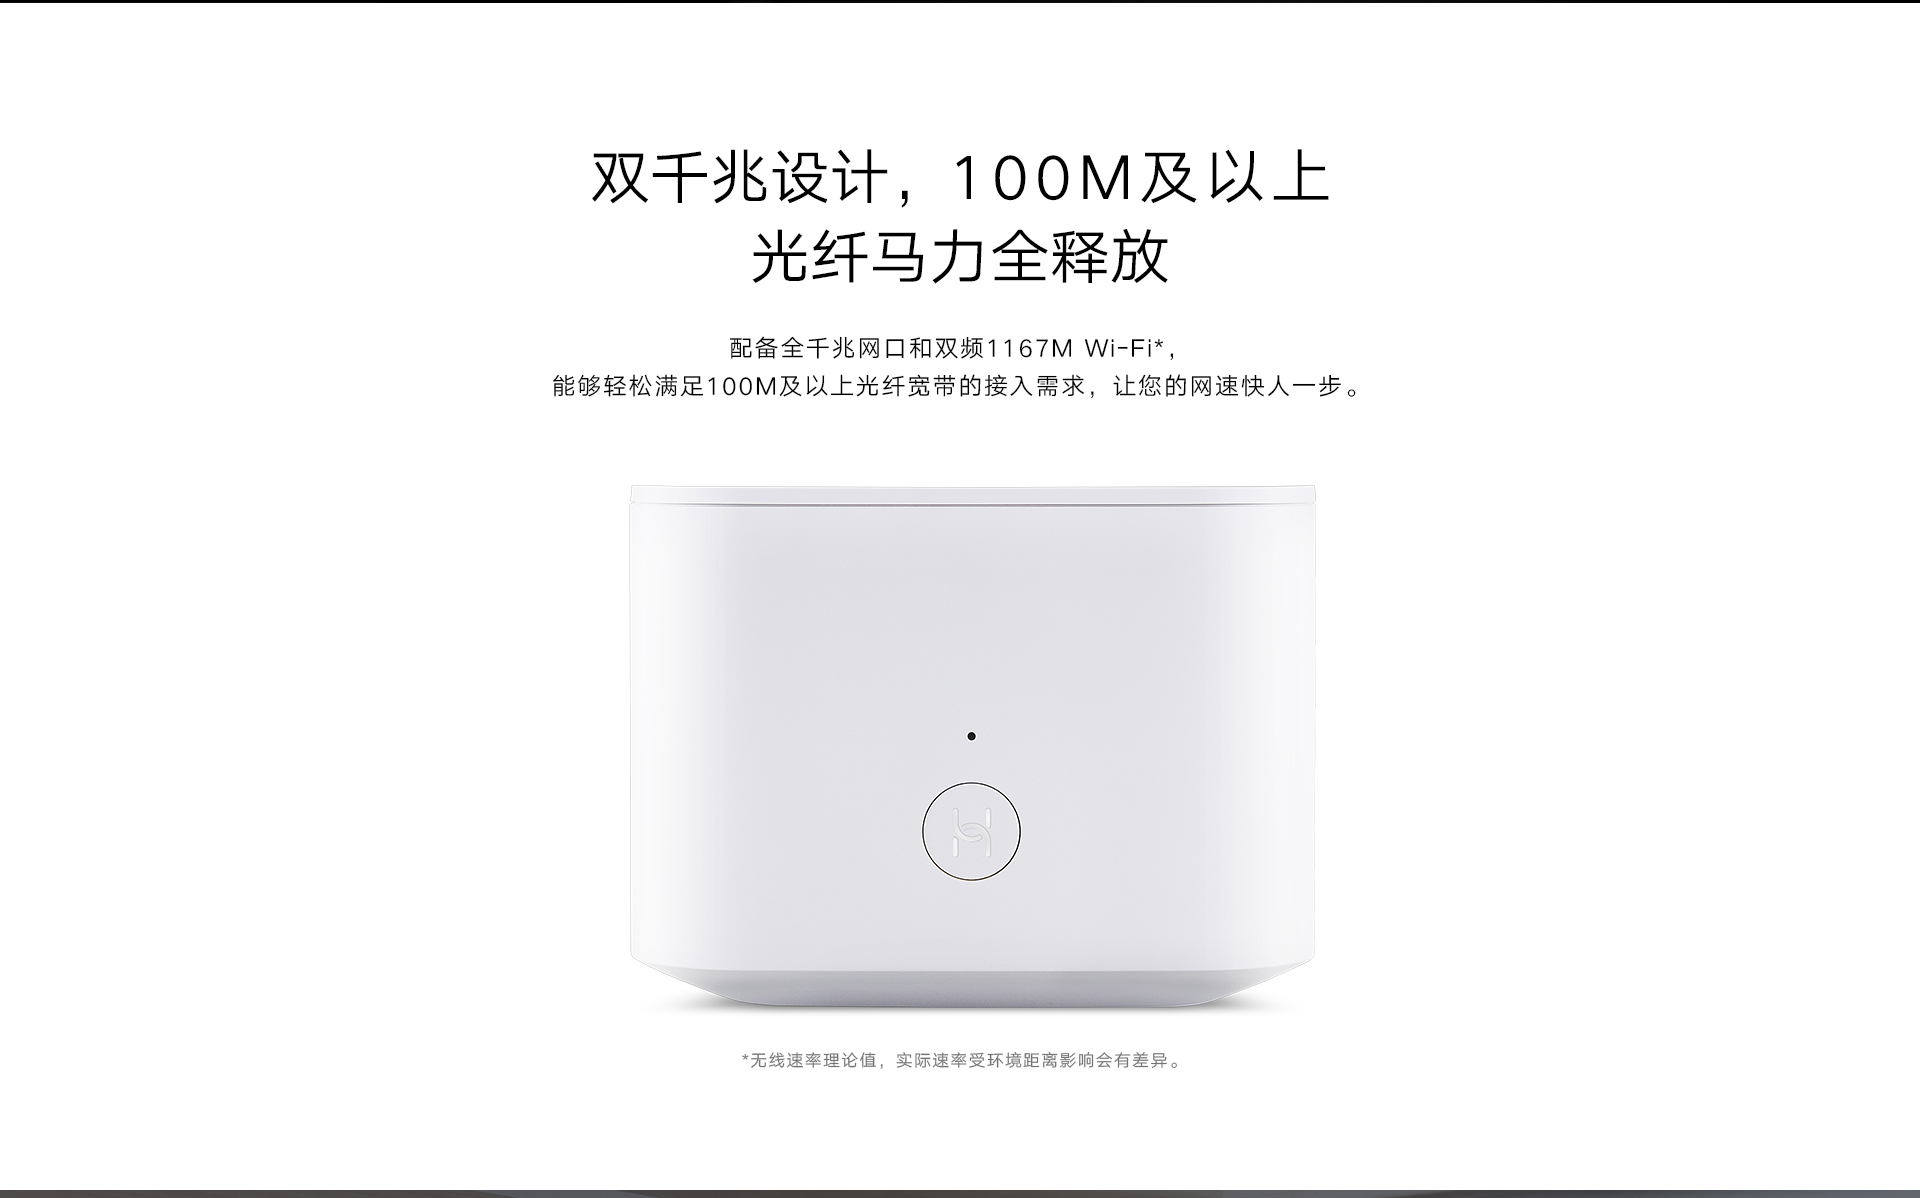 双千兆设计，100M及以上
光纤马力全释放
配备全千兆网口和双频1167M Wi-Fi*，
能够轻松满足100M及以上光纤宽带的接入需求，让您的网速快人一步。
*无线速率理论值，实际速率受环境距离影响会有差异。